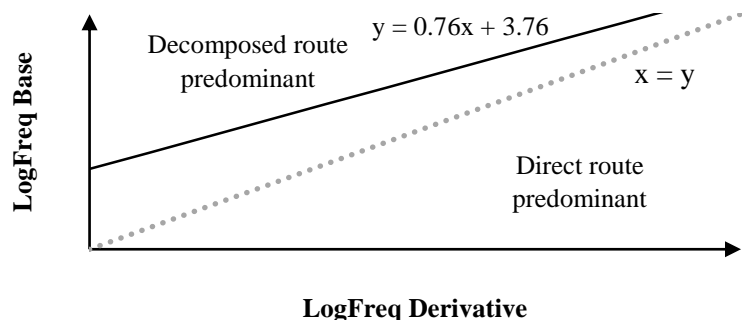 Decomposed route
predominant
y = 0.76x + 3.76
x = y
LogFreq Base
Direct route
predominant
LogFreq Derivative